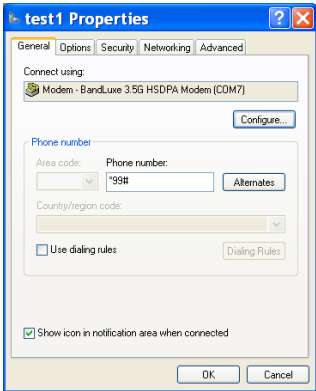 test1 Properties
General Options Security Networking Advanced
Connect using:
Modem - BandLuxe 3.5G HSDPA Modem (COM7)
Configure...
Phone number
Area code: Phone number:
*99#
Alternates
Country/region code:
Use dialing rules
Dialing Rules
Show icon in notification area when connected
OK Cancel